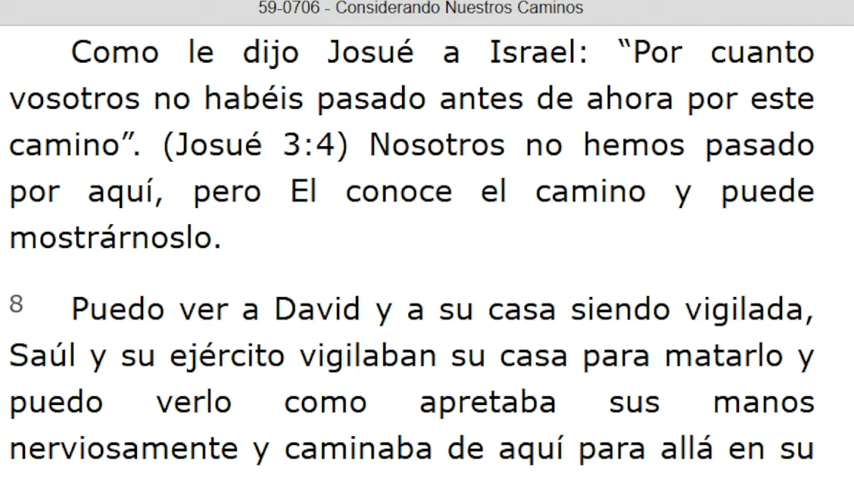 59-0706 - Considerando Nuestros Caminos
Como le dijo Josué a Israel: “Por cuanto
vosotros no habéis pasado antes de ahora por este
camino”. (Josué 3:4) Nosotros no hemos pasado
por aquí, pero El conoce el camino y puede
mostrárnoslo.
8 Puedo ver a David y a su casa siendo vigilada,
Saúl y su ejército vigilaban su casa para matarlo y
puedo verlo como apretaba sus manos
nerviosamente y caminaba de aquí para allá en su